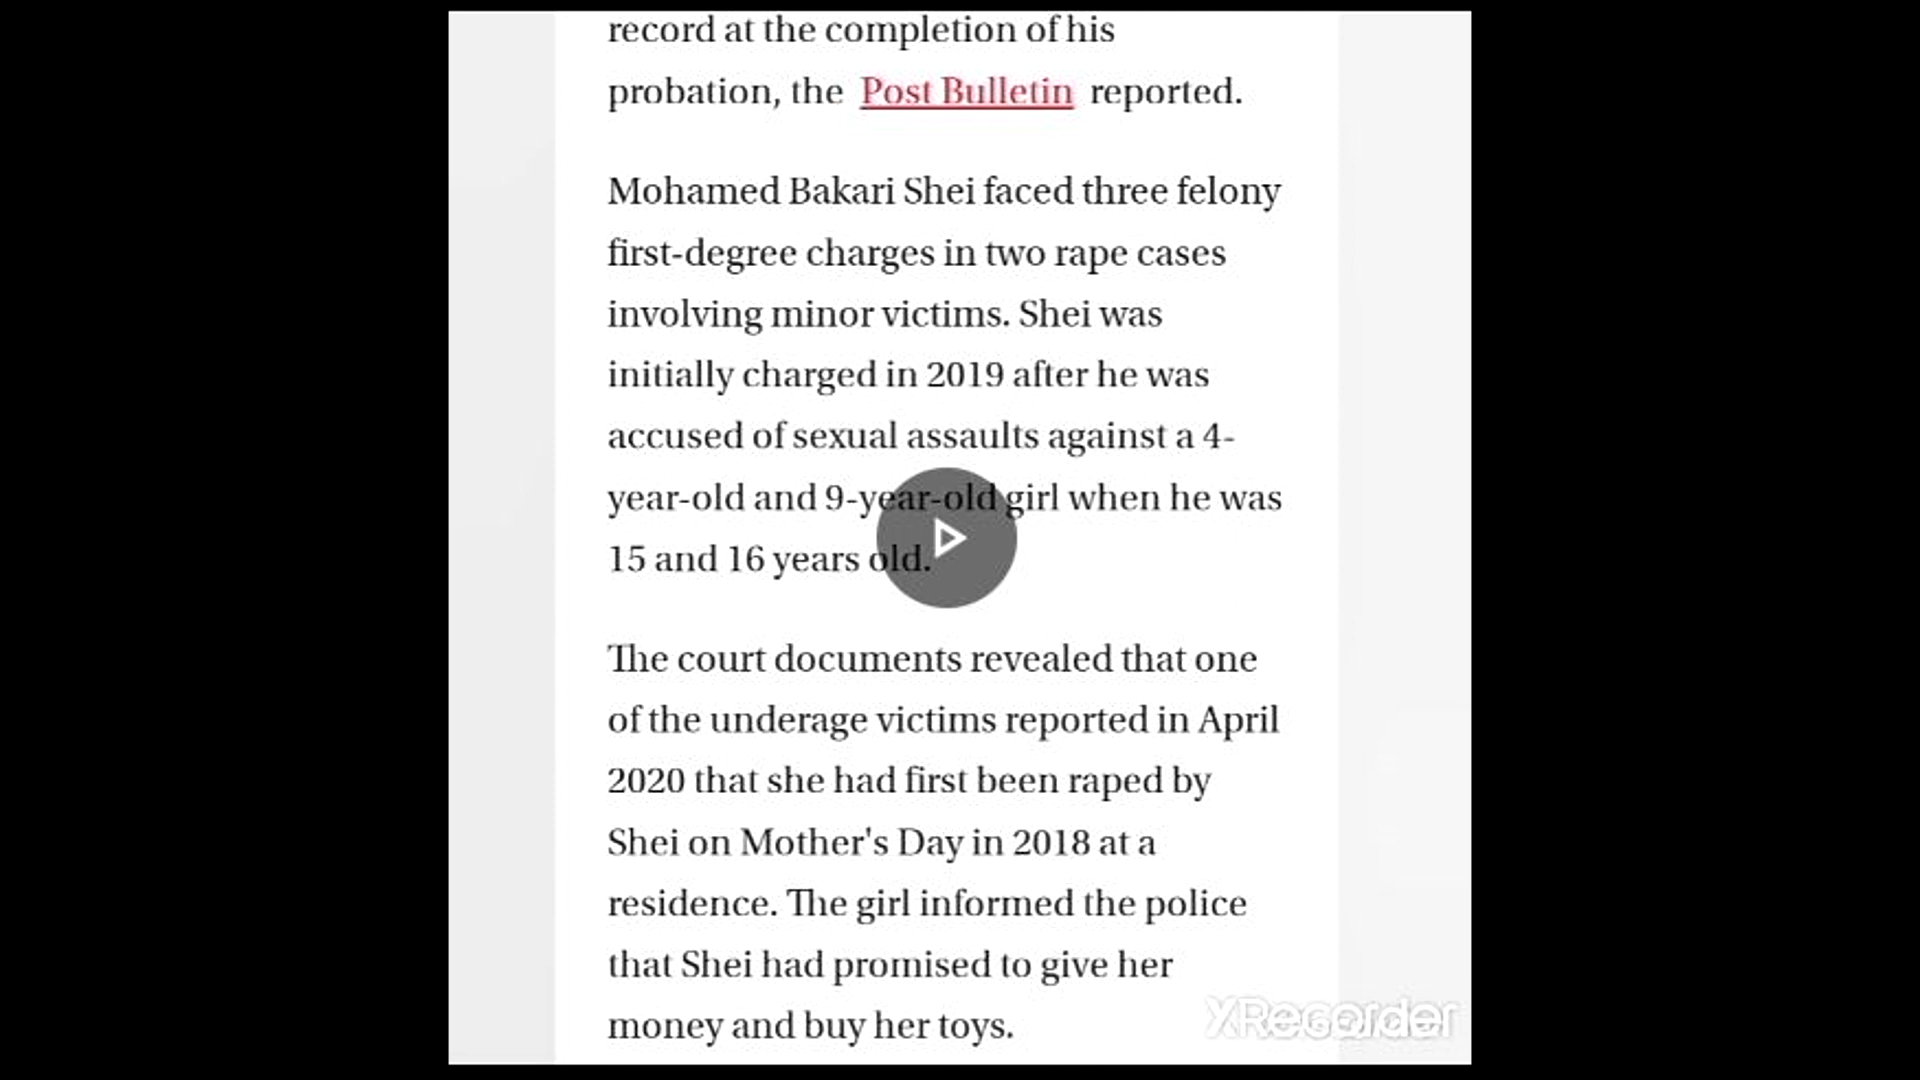 record at the completion of his
probation, the Post Bulletin reported.
Mohamed Bakari Shei faced three felony
first-degree charges in two rape cases
involving minor victims. Shei was
initially charged in 2019 after he was
accused of sexual assaults against a 4-
year-old and 9-year-old girl when he was
15 and 16 years old.
The court documents revealed that one
of the underage victims reported in April
2020 that she had first been raped by
Shei on Mother's Day in 2018 at a
residence. The girl informed the police
that Shei had promised to give her
money and buy her toys.
XRecorder